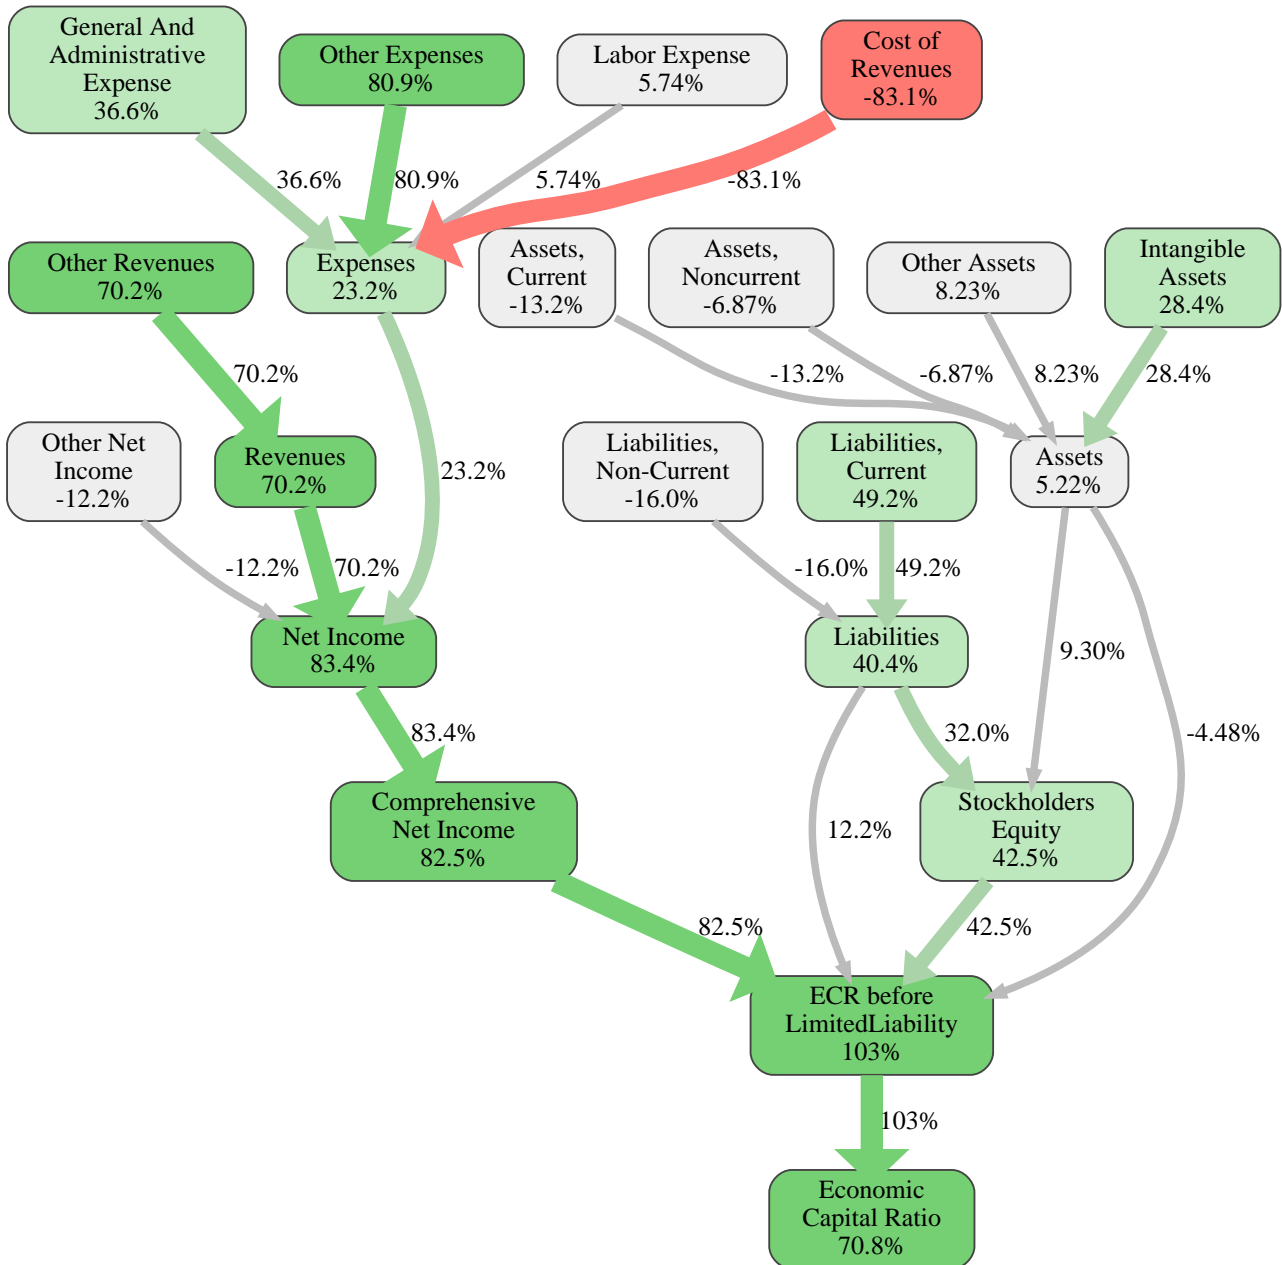 General And
Administrative
Expense
36.6%
Other Expenses
80.9%
Labor Expense
5.74%
Cost of
Revenues
-83.1%
36.6%
80.9%
5.74%
-83.1%
Other Revenues
70.2%
Expenses
23.2%
Assets,
Current
-13.2%
Assets,
Noncurrent
-6.87%
Other Assets
8.23%
Intangible
Assets
28.4%
70.2%
-13.2%
-6.87%
8.23%
28.4%
Other Net
Income
-12.2%
Revenues
70.2%
23.2%
Liabilities,
Non-Current
-16.0%
Liabilities,
Current
49.2%
Assets
5.22%
-12.2%
70.2%
-16.0%
49.2%
Net Income
83.4%
Liabilities
40.4%
9.30%
83.4%
32.0%
-4.48%
Comprehensive
Net Income
82.5%
12.2%
Stockholders
Equity
42.5%
82.5%
42.5%
ECR before
LimitedLiability
103%
103%
Economic
Capital Ratio
70.8%